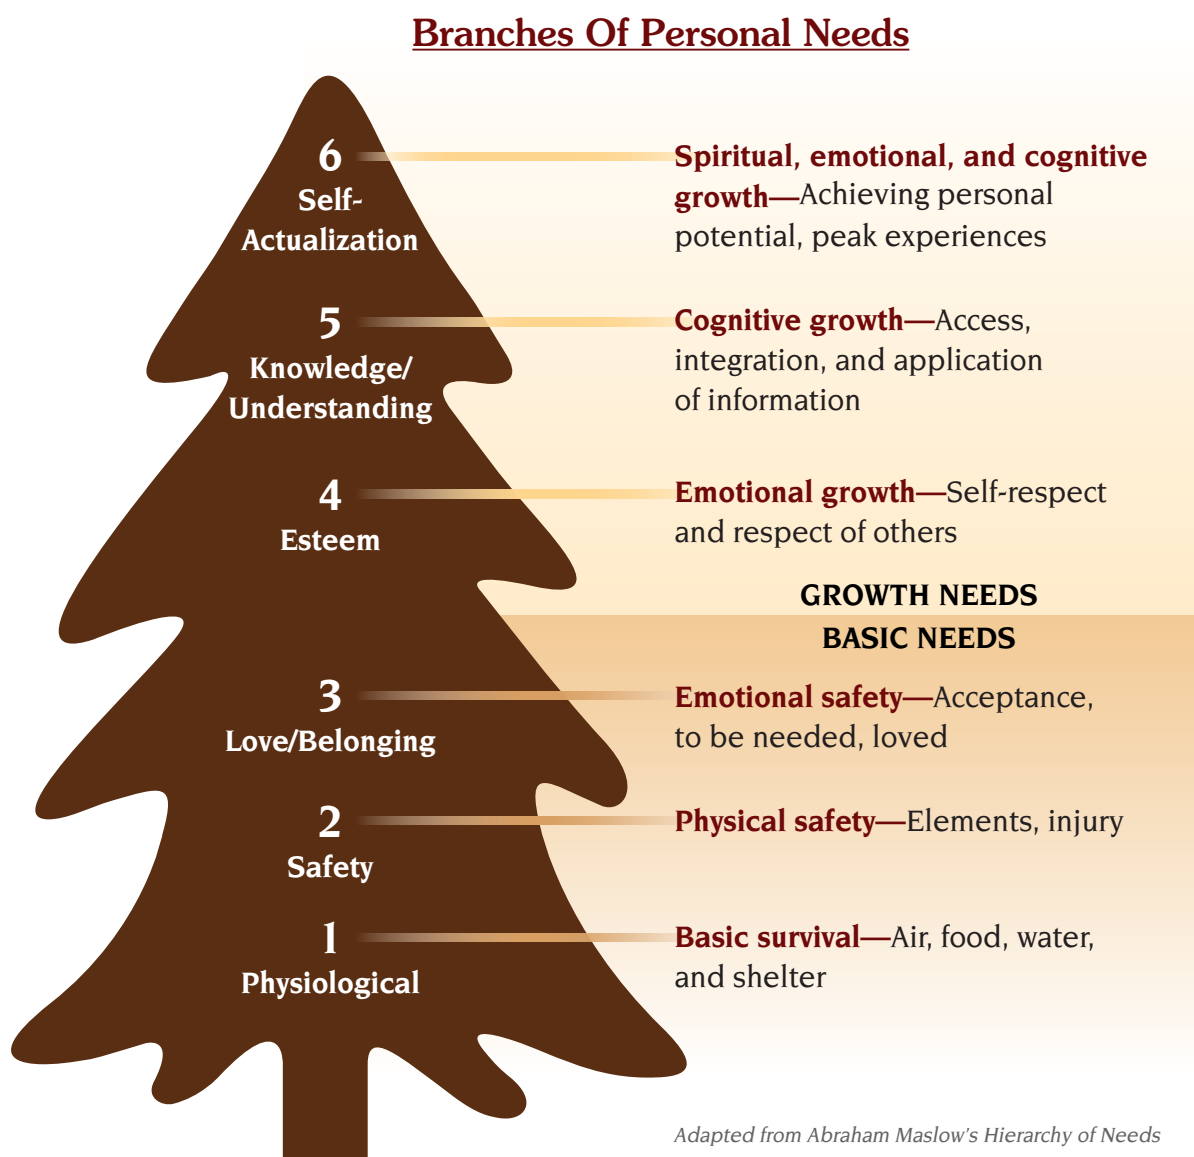 Branches Of Personal Needs
6
Self-
Actualization
Spiritual, emotional, and cognitive
growth—Achieving personal
potential, peak experiences
5
Knowledge/
Understanding
Cognitive growth—Access,
integration, and application
of information
4
Esteem
Emotional growth—Self-respect
and respect of others
GROWTH NEEDS
BASIC NEEDS
3
Love/Belonging
Emotional safety—Acceptance,
to be needed, loved
2
Safety
Physical safety—Elements, injury
1
Physiological
Basic survival—Air, food, water,
and shelter
Adapted from Abraham Maslow's Hierarchy of Needs